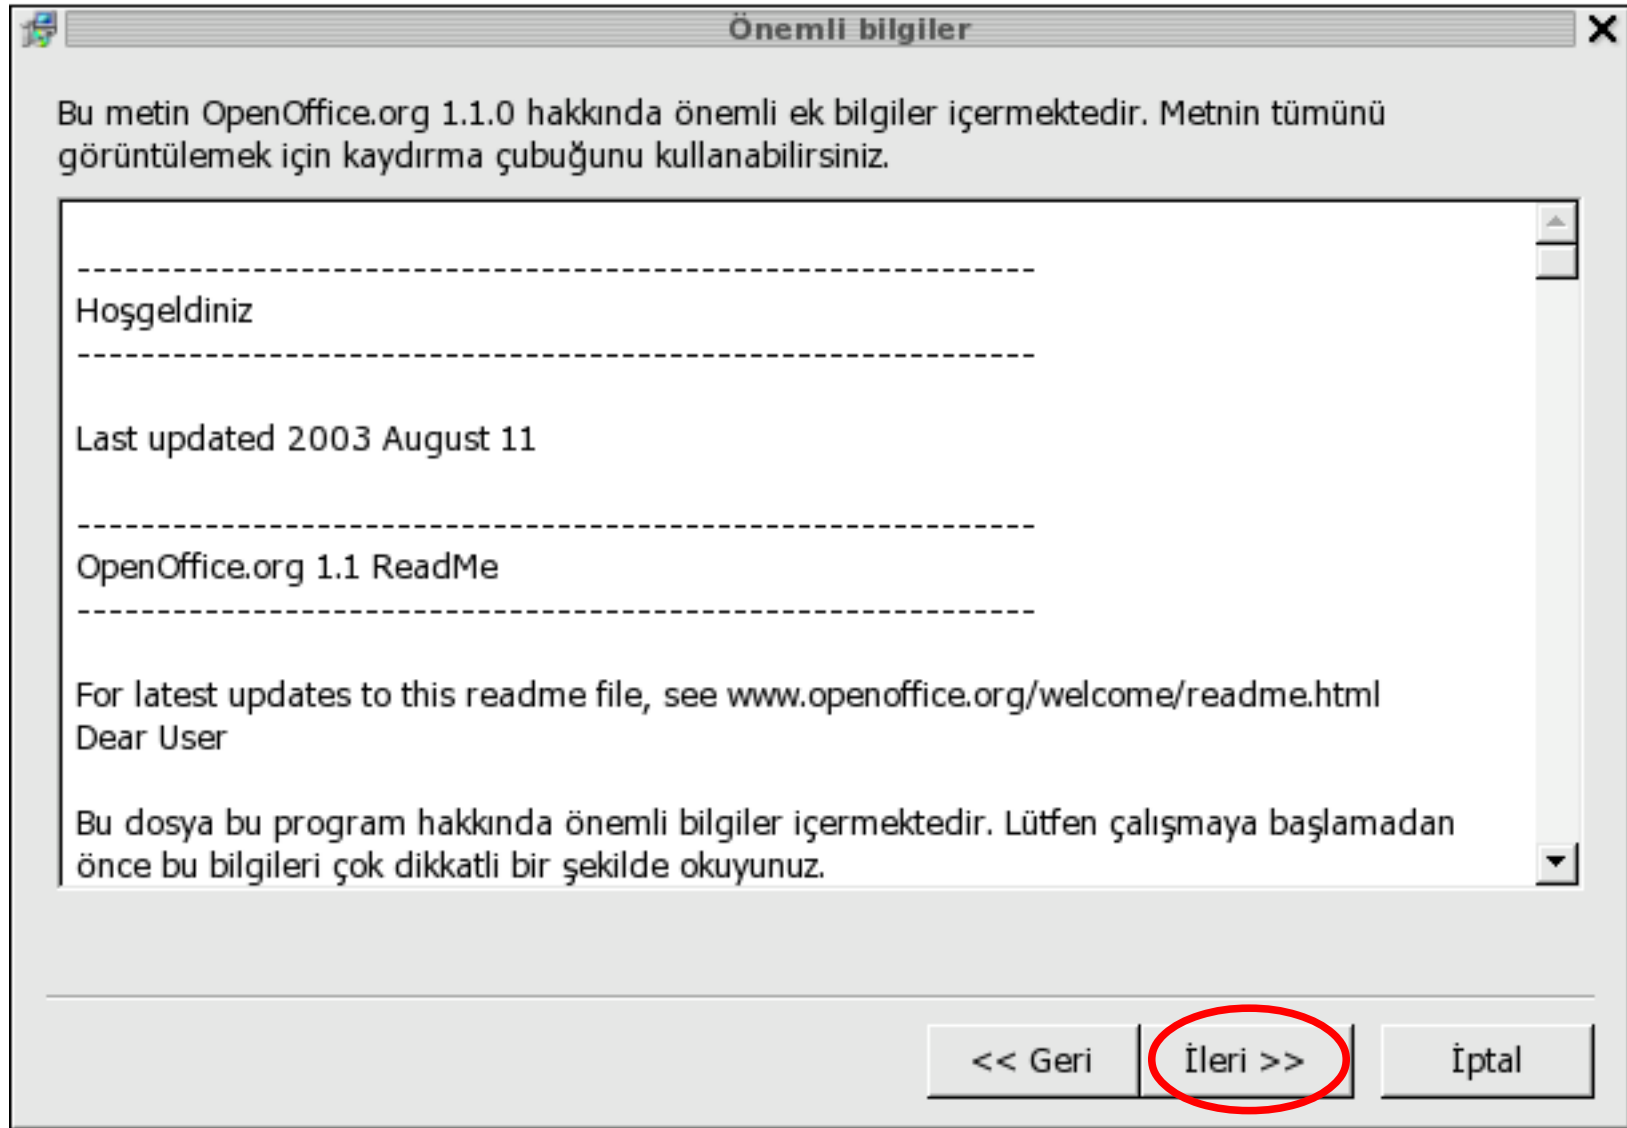 Önemli bilgiler
Bu metin OpenOffice.org 1.1.0 hakkında önemli ek bilgiler içermektedir. Metnin tümünü
görüntülemek için kaydırma çubuğunu kullanabilirsiniz.
------------------------------------------------------------
Hoşgeldiniz
------------------------------------------------------------
Last updated 2003 August 11
------------------------------------------------------------
OpenOffice.org 1.1 ReadMe
------------------------------------------------------------
For latest updates to this readme file, see www.openoffice.org/welcome/readme.html
Dear User
Bu dosya bu program hakkında önemli bilgiler içermektedir. Lütfen çalışmaya başlamadan
önce bu bilgileri çok dikkatli bir şekilde okuyunuz.
<< Geri İleri >> İptal